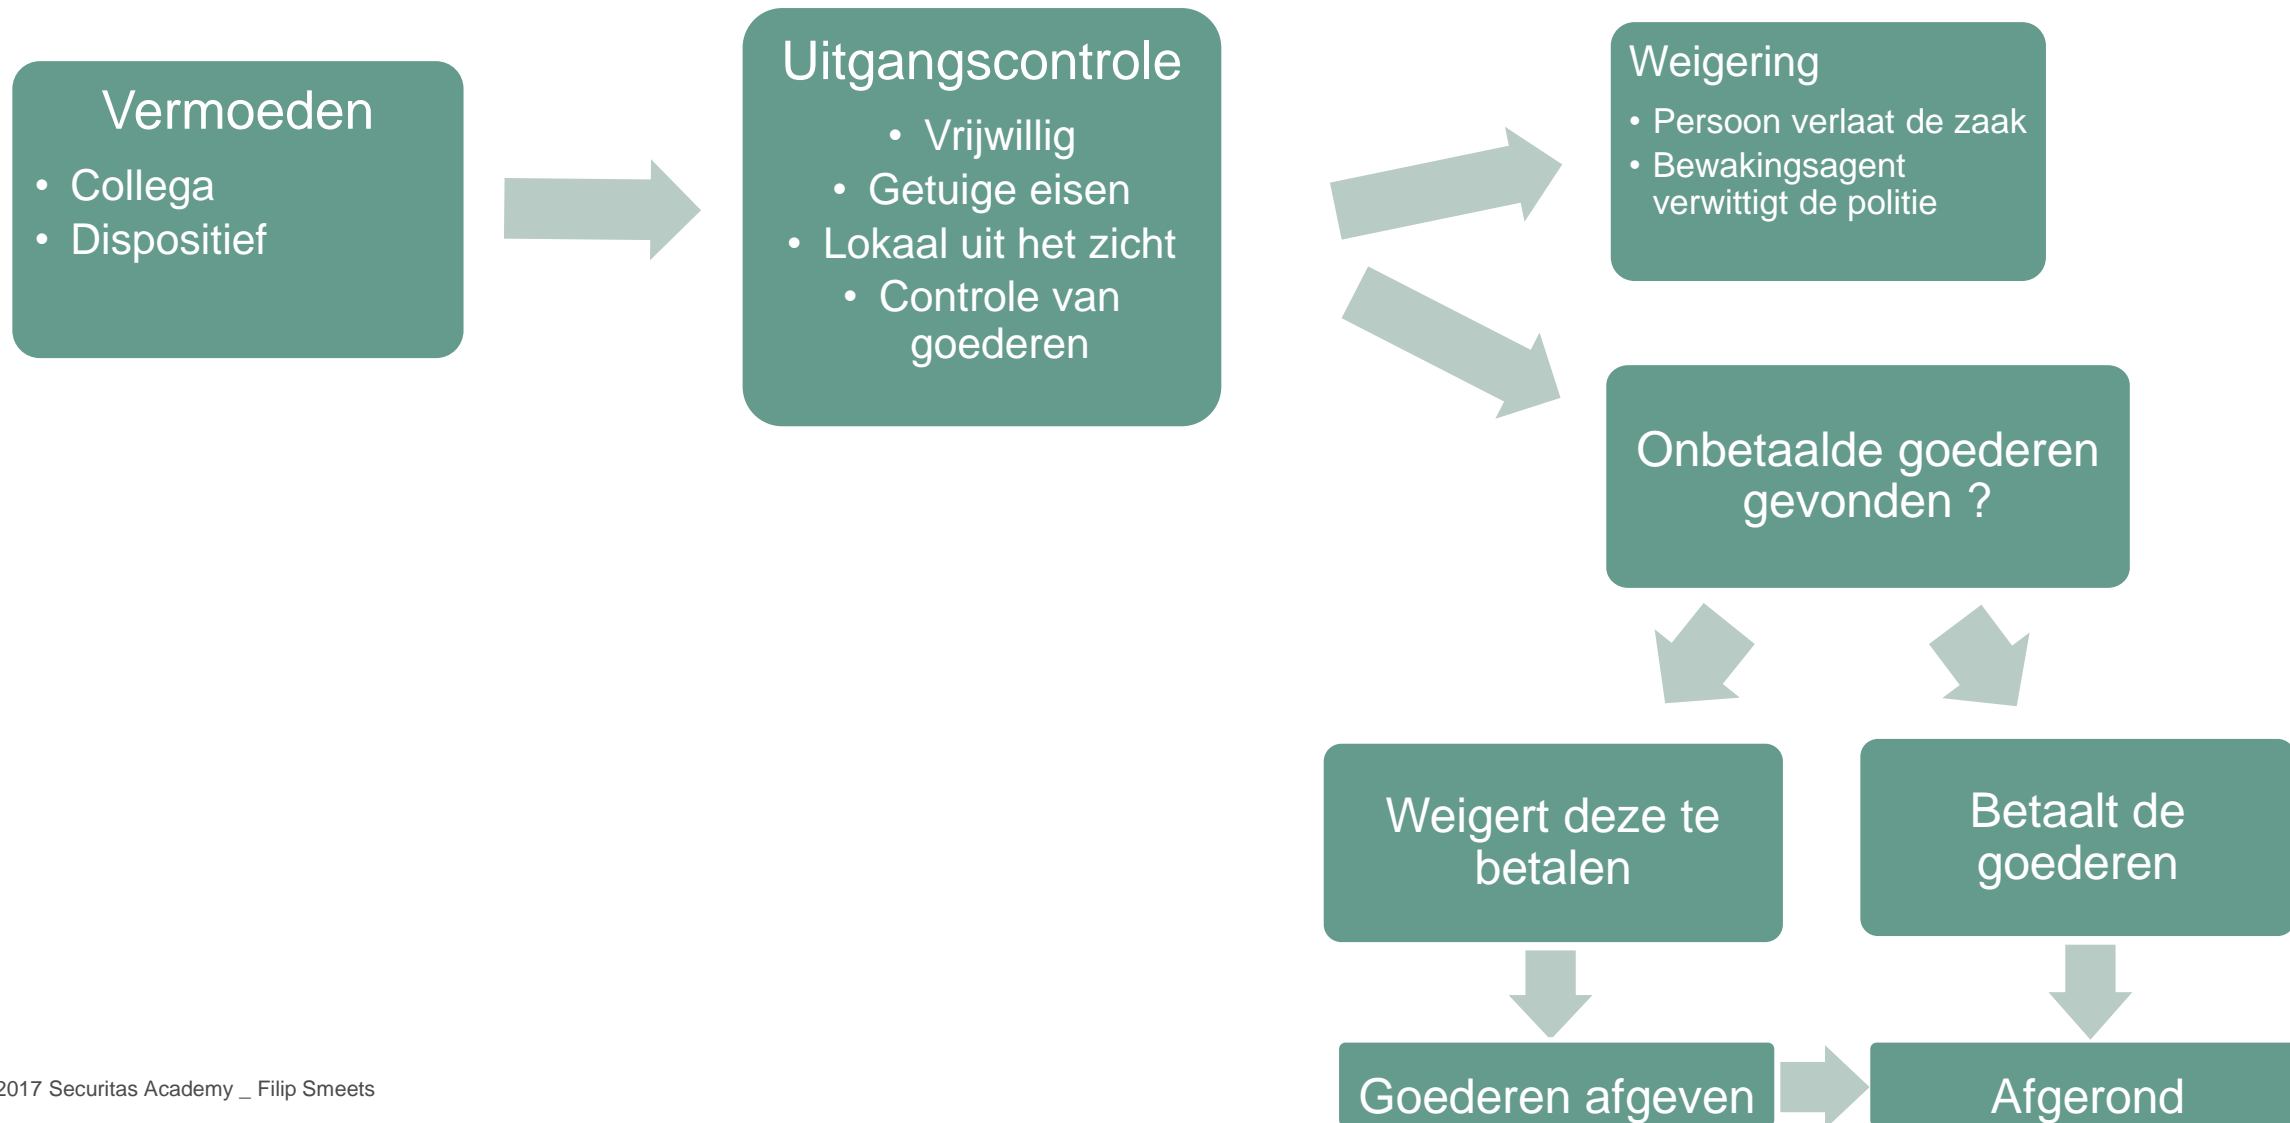 Vermoeden
• Collega
• Dispositief
Uitgangscontrole
• Vrijwillig
• Getuige eisen
• Lokaal uit het zicht
• Controle van
goederen
Weigering
• Persoon verlaat de zaak
• Bewakingsagent
verwittigt de politie
Onbetaalde goederen
gevonden ?
Weigert deze te
betalen
Betaalt de
goederen
Goederen afgeven
Afgerond
2017 Securitas Academy _ Filip Smeets